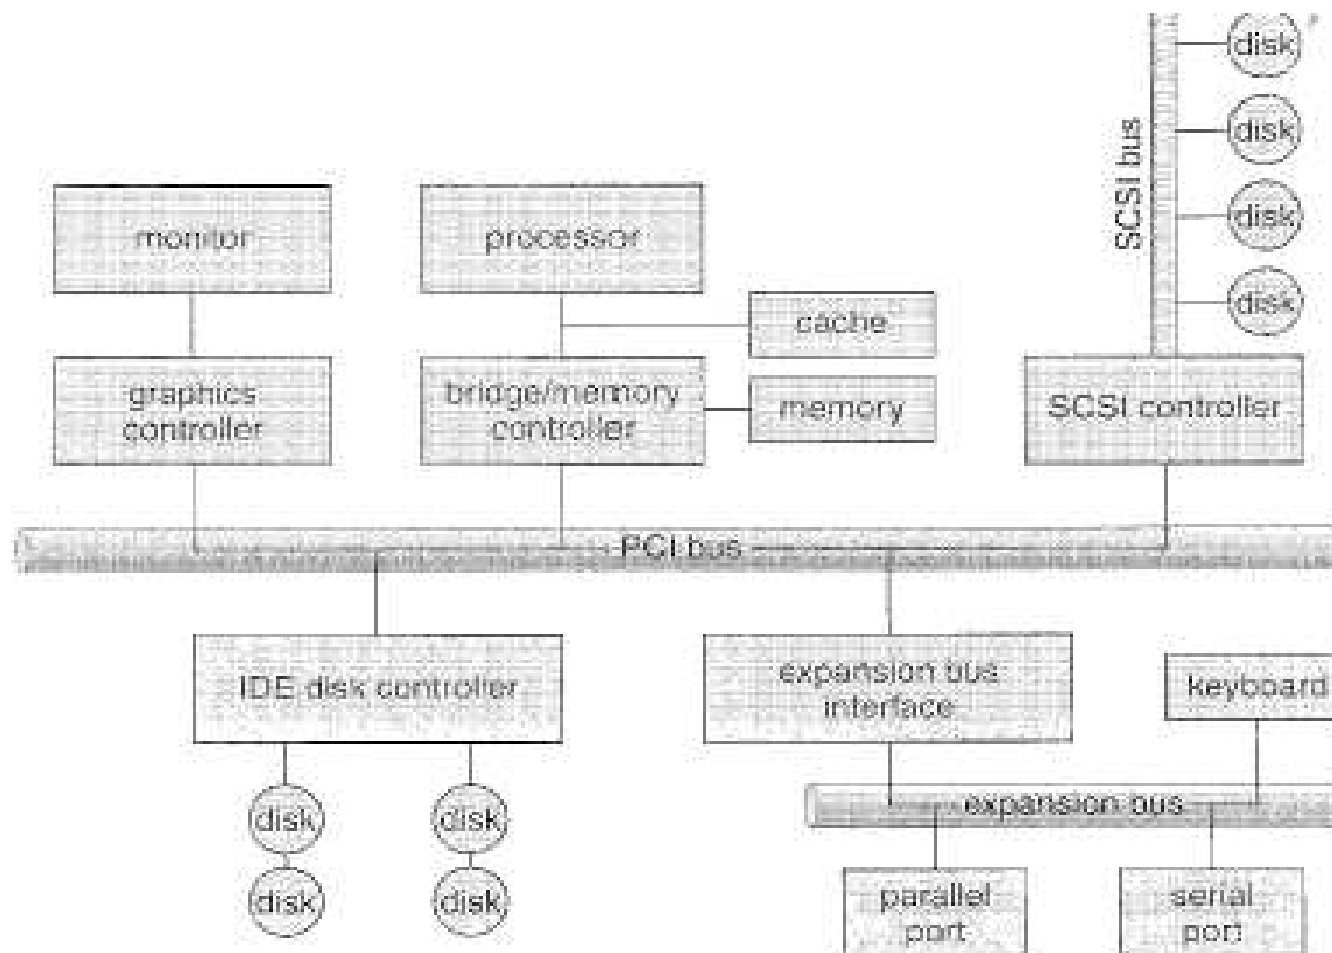 disk
disk
SCSI bus
monitor
processor
disk
disk
cache
graphics
controller
bridge/memory
controller
memory
SCSI controller
PCI bus
IDE disk controller
expansion bus
interface
keyboard
disk
disk
expansion bus
disk
disk
parallel
port
serial
port